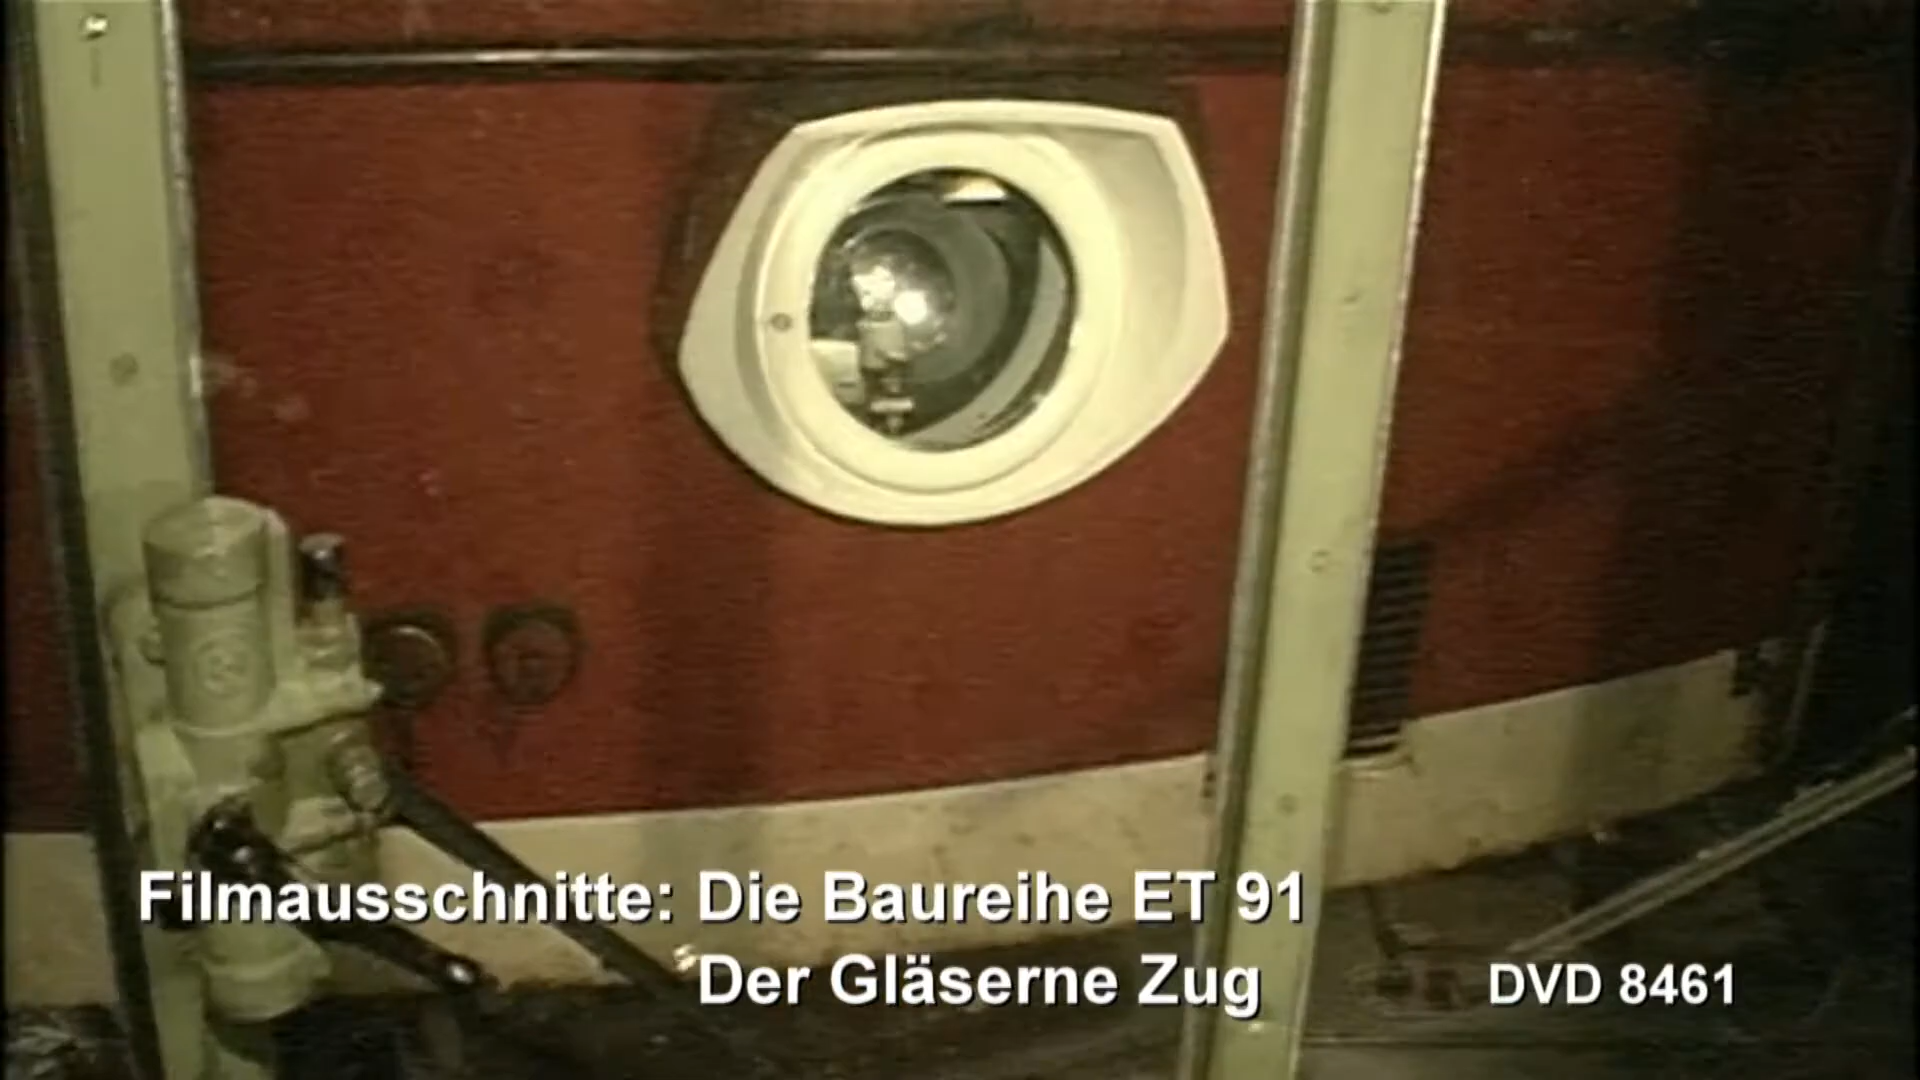 Filmausschnitte: Die Baureihe ET 91
Der Gläserne Zug
DVD 8461